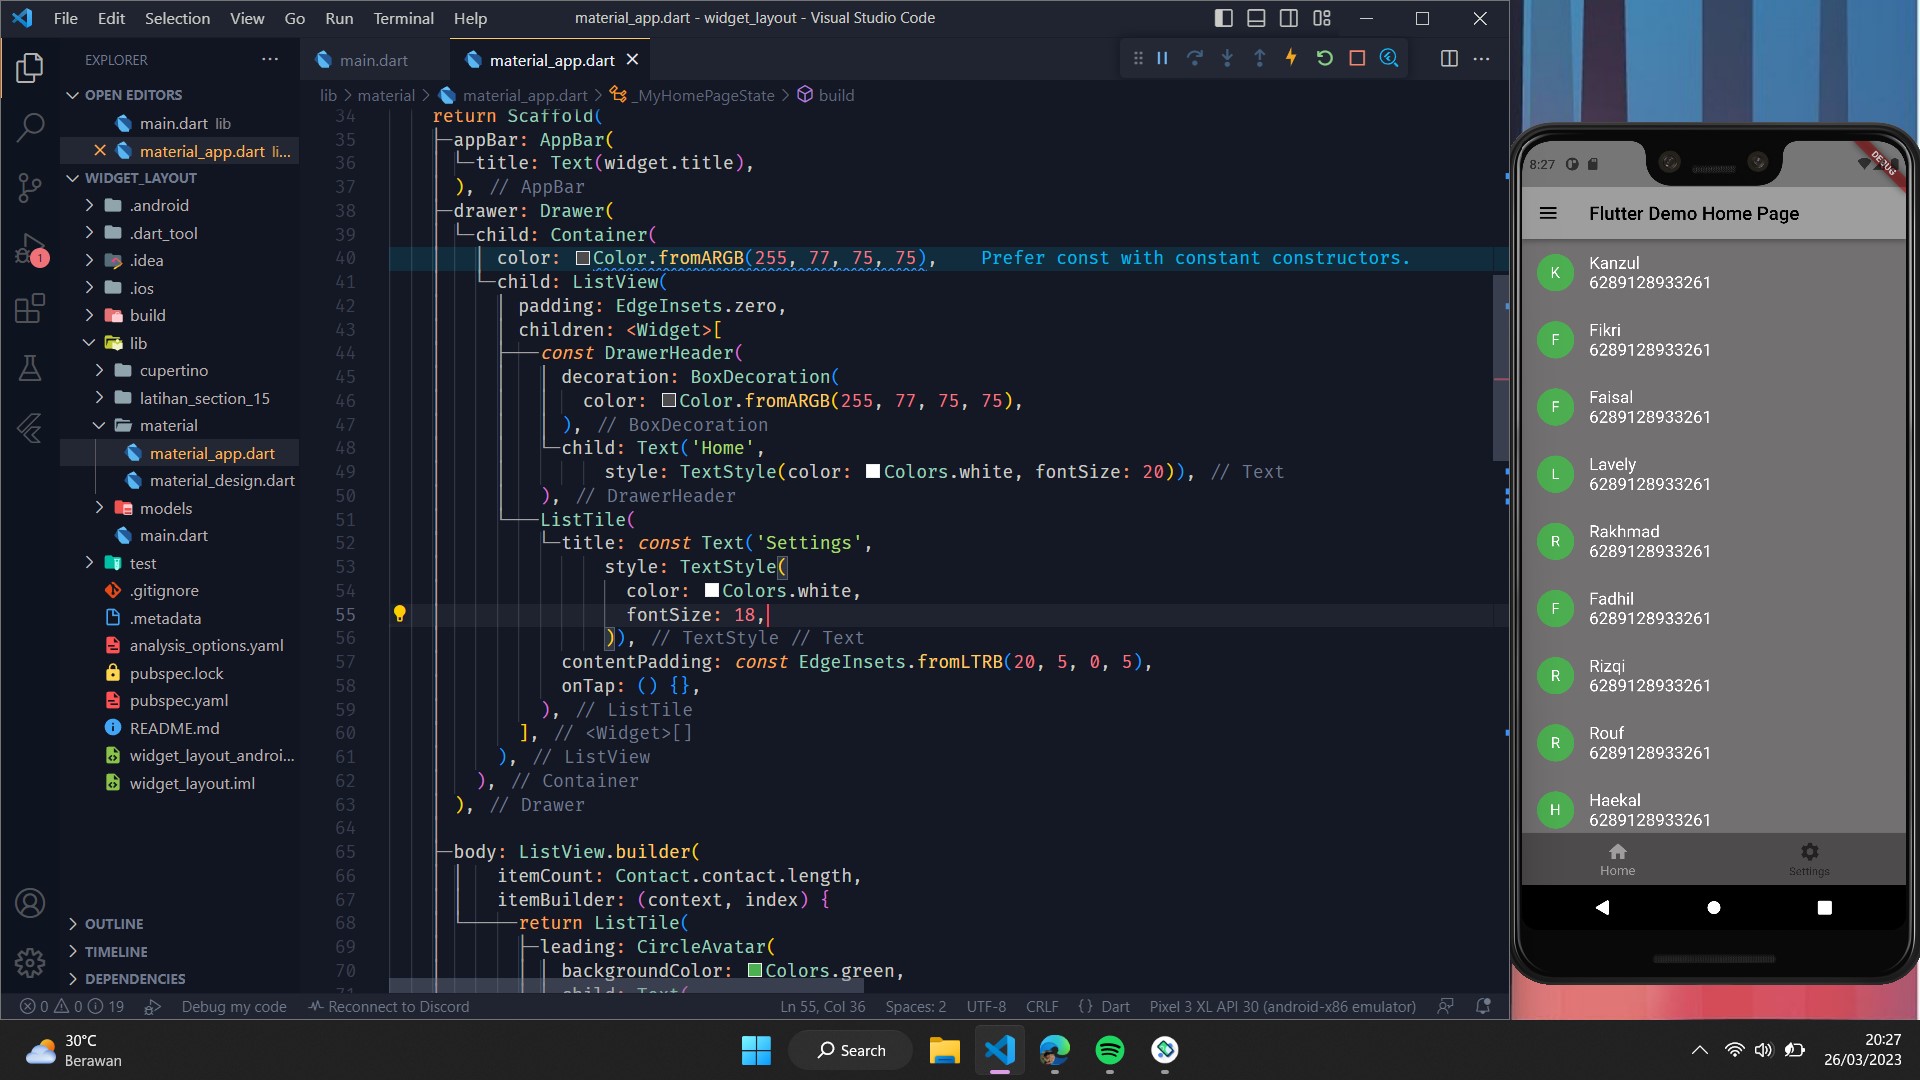 File Edit Selection View Go Run Terminal Help
material_app.dart - widget_layout - Visual Studio Code
EXPLORER
OPEN EDITORS
main.dart lib
material_app.dart li...
WIDGET_LAYOUT
.android
.dart_tool
.idea
.ios
build
lib
cupertino
latihan_section_15
material
material_app.dart
material_design.dart
models
main.dart
test
.gitignore
.metadata
analysis_options.yaml
pubspec.lock
pubspec.yaml
README.md
widget_layout_androi...
widget_layout.iml
OUTLINE
TIMELINE
DEPENDENCIES
1
main.dart
material_app.dart
lib > material > material_app.dart > _MyHomePageState > build
34 return Scaffold(
35 appBar: AppBar(
36 title: Text(widget.title),
37 ), // AppBar
38 drawer: Drawer(
39 child: Container(
40 color: Color.fromARGB(255, 77, 75, 75), Prefer const with constant constructors.
41 child: ListView(
42 padding: EdgeInsets.zero,
43 children: <Widget>[
44 const DrawerHeader(
45 decoration: BoxDecoration(
46 color: Color.fromARGB(255, 77, 75, 75),
47 ), // BoxDecoration
48 child: Text('Home',
49 style: TextStyle(color: Colors.white, fontSize: 20)), // Text
50 ), // DrawerHeader
51 ListTile(
52 title: const Text('Settings',
53 style: TextStyle(
54 color: Colors.white,
55 fontSize: 18,
56 )), // TextStyle // Text
57 contentPadding: const EdgeInsets.fromLTRB(20, 5, 0, 5),
58 onTap: () {},
59 ), // ListTile
60 ], // <Widget>[]
61 ), // ListView
62 ), // Container
63 ), // Drawer
64
65 body: ListView.builder(
66 itemCount: Contact.contact.length,
67 itemBuilder: (context, index) {
68 return ListTile(
69 leading: CircleAvatar(
70 backgroundColor: Colors.green,
71 child: Text(
0 0 19 Debug my code Reconnect to Discord
Ln 55, Col 36 Spaces: 2 UTF-8 CRLF {} Dart Pixel 3 XL API 30 (android-x86 emulator)
8:27
DEBUG
Flutter Demo Home Page
K Kanzul
6289128933261
F Fikri
6289128933261
F Faisal
6289128933261
L Lavely
6289128933261
R Rakhmad
6289128933261
F Fadhil
6289128933261
R Rizqi
6289128933261
R Rouf
6289128933261
H Haekal
6289128933261
Home Settings
30°C
Berawan
Search
20:27
26/03/2023